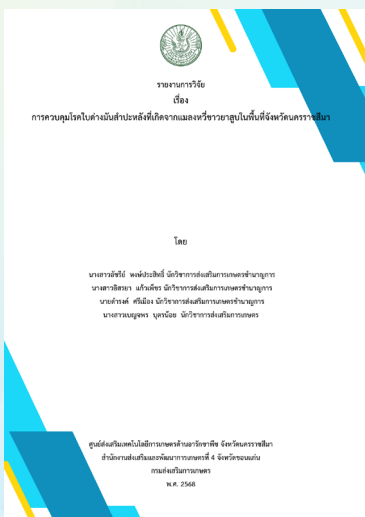 รายงานการวิจัย
เรื่อง
การควบคุมโรคใบด่างมันสำปะหลังที่เกิดจากแมลงหวี่ขาวยาสูบในพื้นที่จังหวัดนครราชสีมา
โดย
นางสาวอัชรีย์ พงษ์ประสิทธิ์ นักวิชาการส่งเสริมการเกษตรชำนาญการ
นางสาวอิสรยา แก้วเพ็ชร นักวิชาการส่งเสริมการเกษตรชำนาญการ
นายดำรงค์ ศรีเมือง นักวิชาการส่งเสริมการเกษตรชำนาญการ
นางสาวเบญจพร บุตรน้อย นักวิชาการส่งเสริมการเกษตร
ศูนย์ส่งเสริมเทคโนโลยีการเกษตรด้านอารักขาพืช จังหวัดนครราชสีมา
สำนักงานส่งเสริมและพัฒนาการเกษตรที่ 4 จังหวัดขอนแก่น
กรมส่งเสริมการเกษตร
พ.ศ. 2568